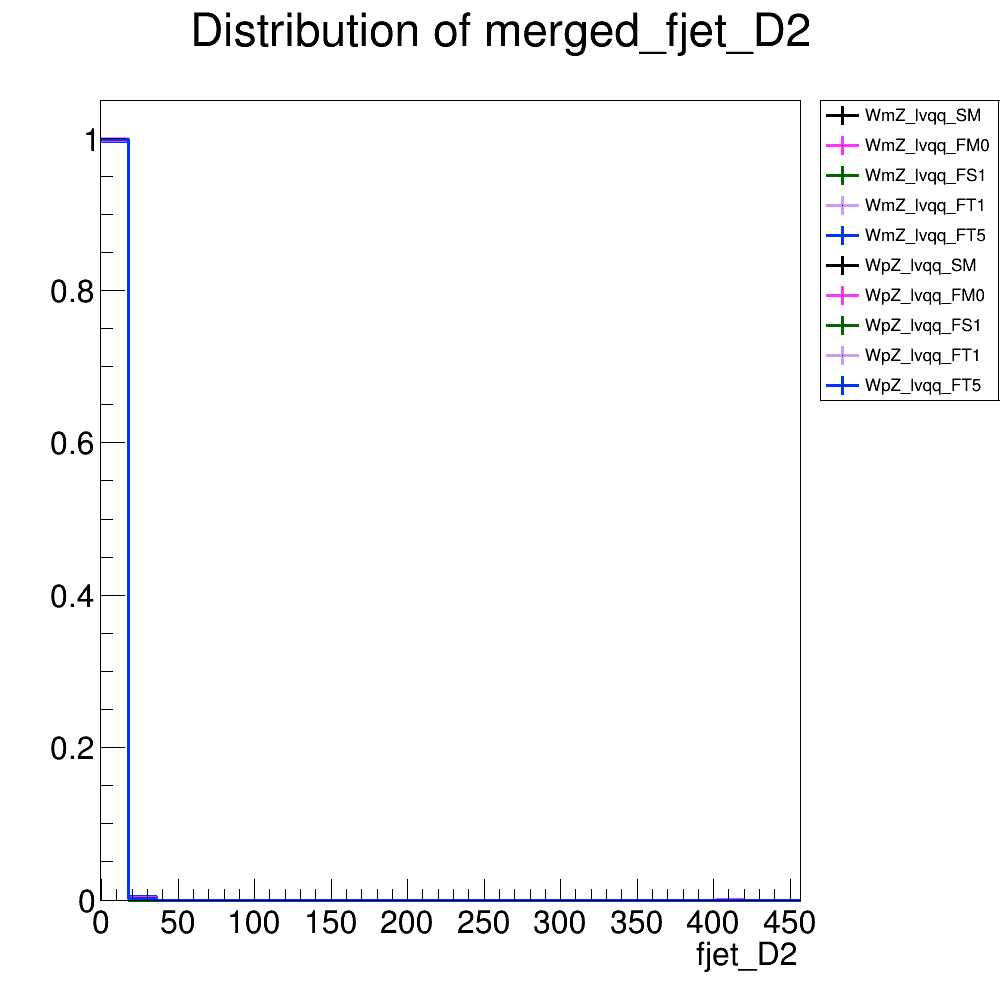 Distribution of merged_fjet_D2
WmZ_lvqq_SM
WmZ_lvqq_FM0
WmZ_lvqq_FS1
WmZ_lvqq_FT1
WmZ_lvqq_FT5
WpZ_lvqq_SM
WpZ_lvqq_FM0
WpZ_lvqq_FS1
WpZ_lvqq_FT1
WpZ_lvqq_FT5
1
0.8
0.6
0.4
0.2
0
0 50 100 150 200 250 300 350 400 450
fjet_D2